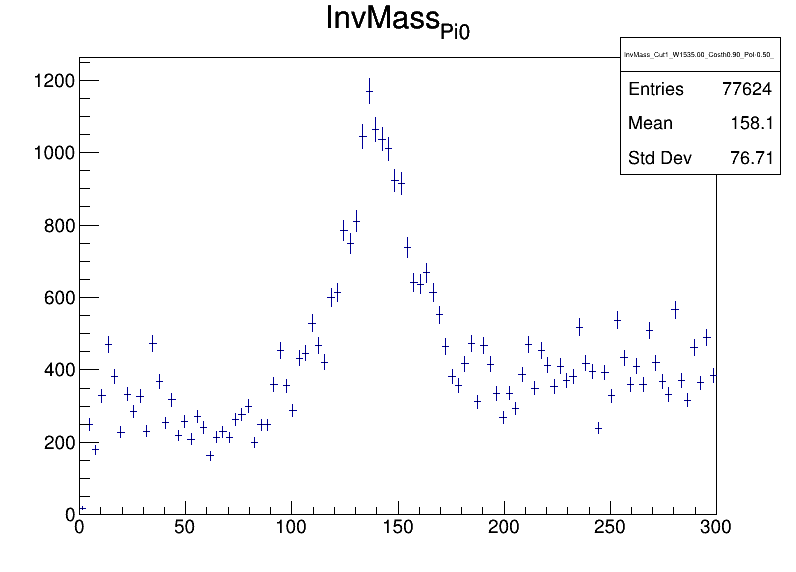 InvMass_Pi0
InvMass_Cut1_W1535.00_Costh0.90_Pol-0.50_
Entries 77624
Mean 158.1
Std Dev 76.71
1200
1000
800
600
400
200
0
0 50 100 150 200 250 300